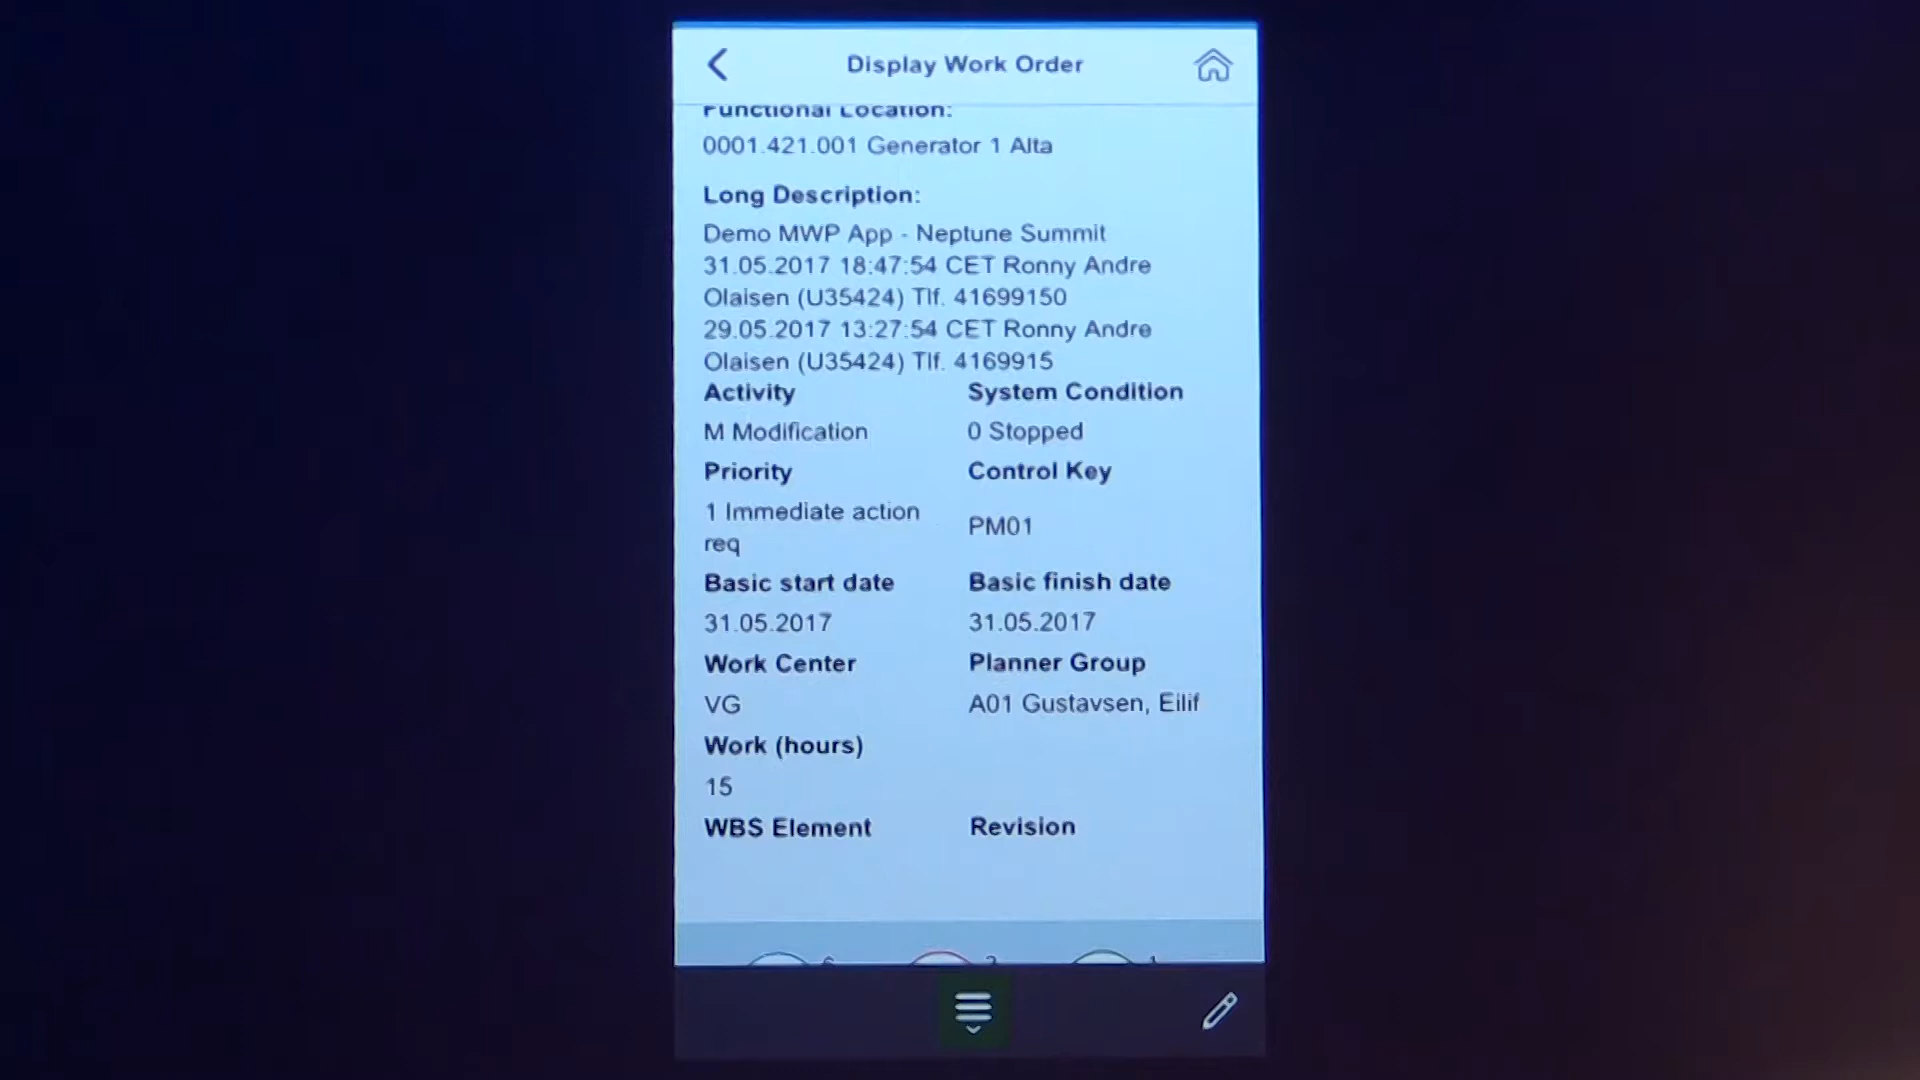 Display Work Order
Functional Location:
0001.421.001 Generator 1 Alta
Long Description:
Demo MWP App - Neptune Summit
31.05.2017 18:47:54 CET Ronny Andre
Olaisen (U35424) Tlf. 41699150
29.05.2017 13:27:54 CET Ronny Andre
Olaisen (U35424) Tlf. 4169915
Activity System Condition
M Modification 0 Stopped
Priority Control Key
1 Immediate action
req
PM01
Basic start date Basic finish date
31.05.2017 31.05.2017
Work Center Planner Group
VG A01 Gustavsen, Eilif
Work (hours)
15
WBS Element Revision